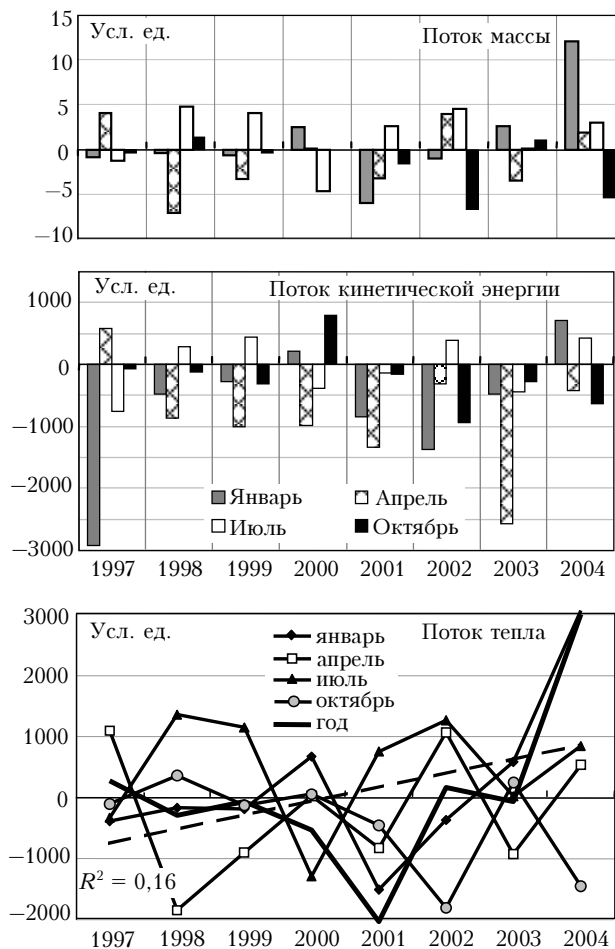 Усл. ед. Поток массы
15
10
5
0
−5
−10
Усл. ед. Поток кинетической энергии
1000
0
−1000
−2000
−3000
Январь Апрель
Июль Октябрь
1997 1998 1999 2000 2001 2002 2003 2004
Усл. ед. Поток тепла
3000
2000
1000
0
−1000
−2000
январь
апрель
июль
октябрь
год
R² = 0,16
1997 1998 1999 2000 2001 2002 2003 2004